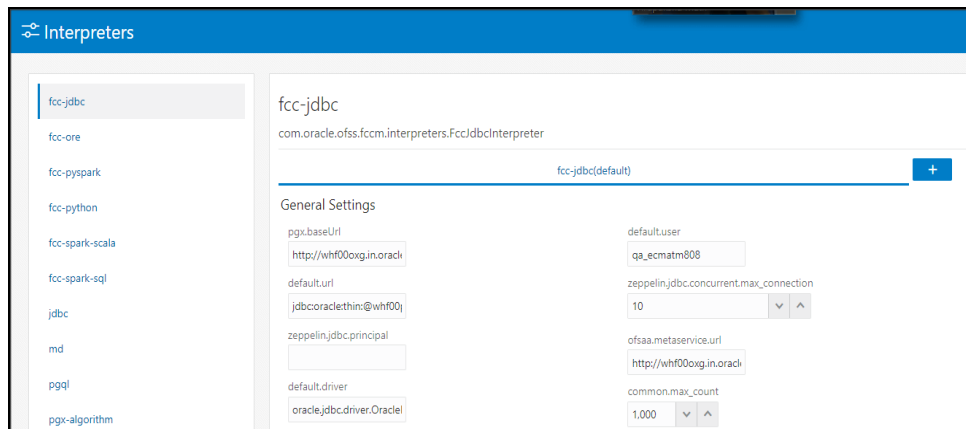 Interpreters
fcc-jdbc
fcc-ore
fcc-pyspark
fcc-python
fcc-spark-scala
fcc-spark-sql
jdbc
md
pgql
pgx-algorithm
fcc-jdbc
com.oracle.ofss.fccm.interpreters.FccJdbcInterpreter
fcc-jdbc(default)
+
General Settings
pgx.baseUrl
http://whf00oxg.in.oracl
default.url
jdbc:oracle:thin:@whf00
zeppelin.jdbc.principal
default.driver
oracle.jdbc.driver.Oracle
default.user
qa_ecmatm808
zeppelin.jdbc.concurrent.max_connection
10
ofsaa.metaservice.url
http://whf00oxg.in.oracl
common.max_count
1,000